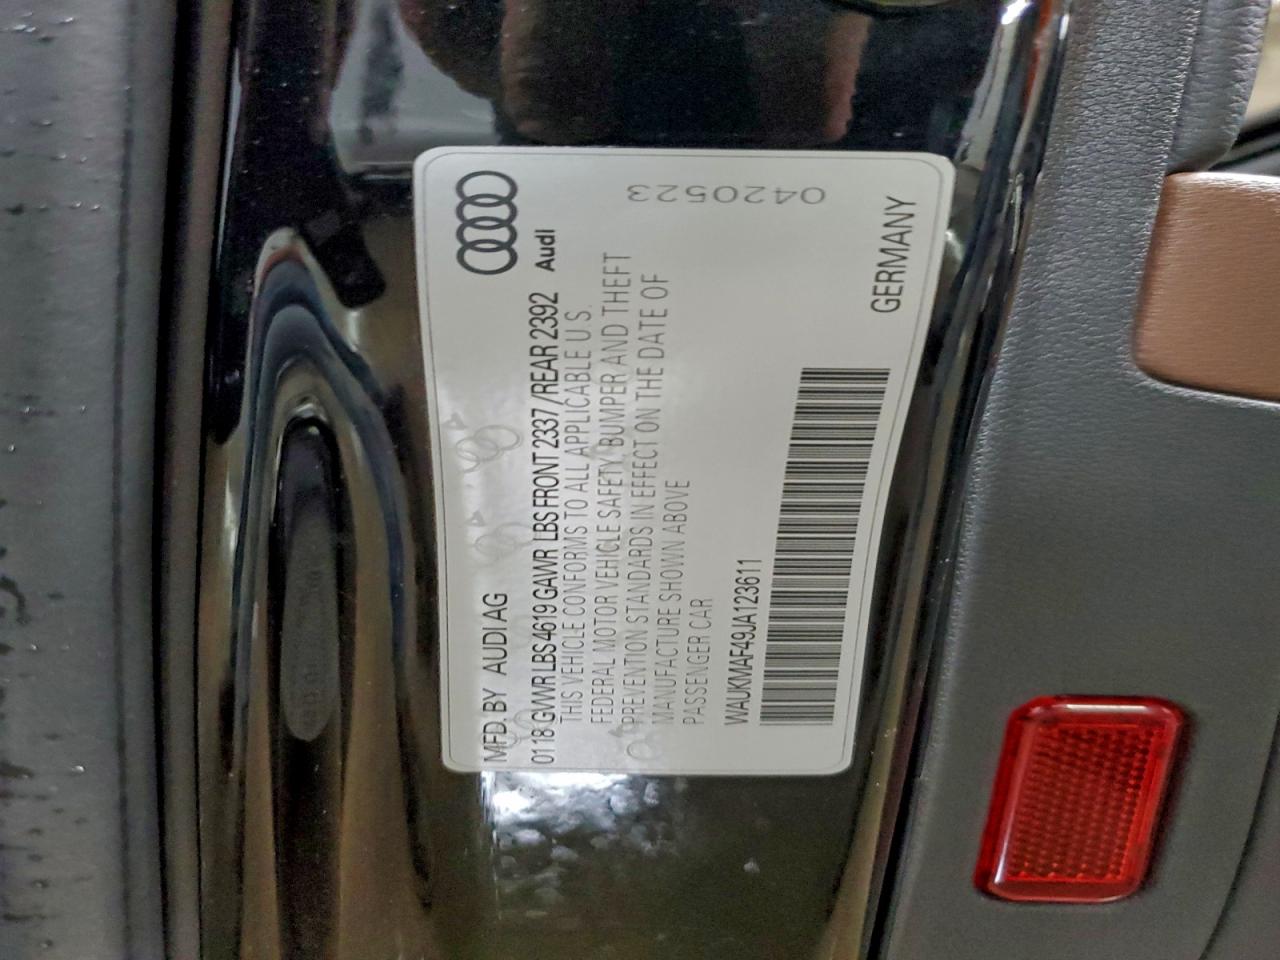 MFD. BY AUDI AG
Audi
0118 GVWR LBS 4619 GAWR LBS FRONT 2337 / REAR 2392
THIS VEHICLE CONFORMS TO ALL APPLICABLE U.S.
FEDERAL MOTOR VEHICLE SAFETY, BUMPER AND THEFT
PREVENTION STANDARDS IN EFFECT ON THE DATE OF
MANUFACTURE SHOWN ABOVE
PASSENGER CAR
0420523
WAUKMAF49JA123611
GERMANY